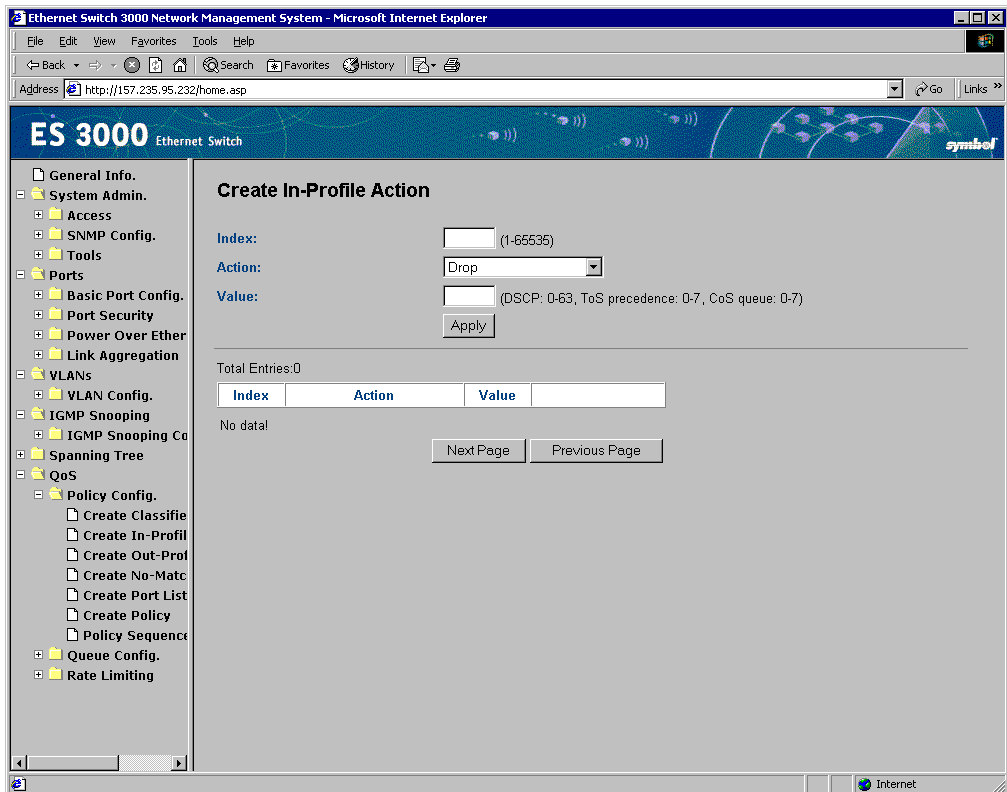 Ethernet Switch 3000 Network Management System - Microsoft Internet Explorer
File Edit View Favorites Tools Help
Back Search Favorites History
Address http://157.235.95.232/home.asp Go Links »
ES 3000 Ethernet Switch
symbol
General Info.
System Admin.
Access
SNMP Config.
Tools
Ports
Basic Port Config.
Port Security
Power Over Ether
Link Aggregation
VLANs
VLAN Config.
IGMP Snooping
IGMP Snooping Co
Spanning Tree
QoS
Policy Config.
Create Classifie
Create In-Profil
Create Out-Prof
Create No-Matc
Create Port List
Create Policy
Policy Sequence
Queue Config.
Rate Limiting
Create In-Profile Action
Index: (1-65535)
Action: Drop
Value: (DSCP: 0-63, ToS precedence: 0-7, CoS queue: 0-7)
Apply
Total Entries:0
Index Action Value
No data!
Next Page Previous Page
Internet